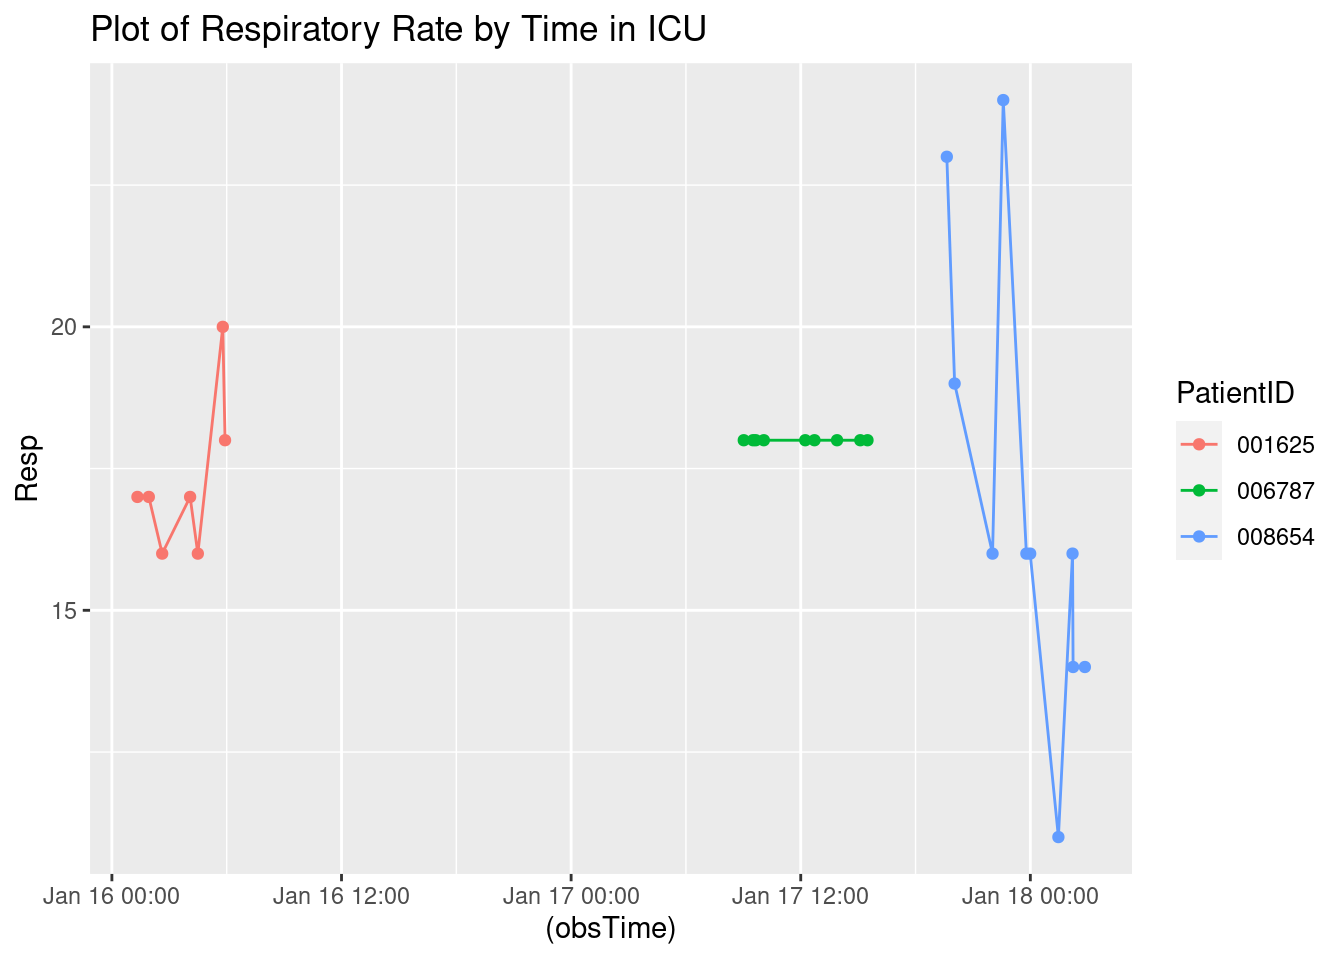 Plot of Respiratory Rate by Time in ICU
Resp
20
15
Jan 16 00:00 Jan 16 12:00 Jan 17 00:00 Jan 17 12:00 Jan 18 00:00
(obsTime)
PatientID
001625
006787
008654